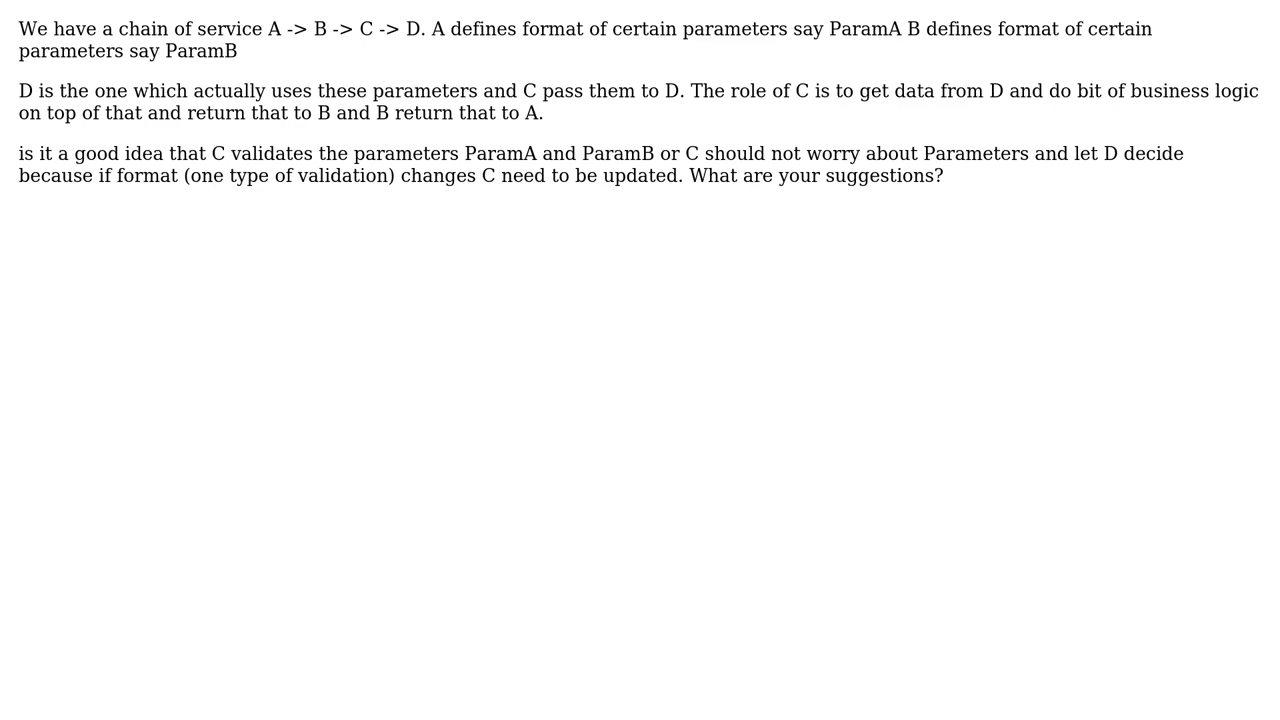 We have a chain of service A -> B -> C -> D. A defines format of certain parameters say ParamA B defines format of certain
parameters say ParamB
D is the one which actually uses these parameters and C pass them to D. The role of C is to get data from D and do bit of business logic
on top of that and return that to B and B return that to A.
is it a good idea that C validates the parameters ParamA and ParamB or C should not worry about Parameters and let D decide
because if format (one type of validation) changes C need to be updated. What are your suggestions?